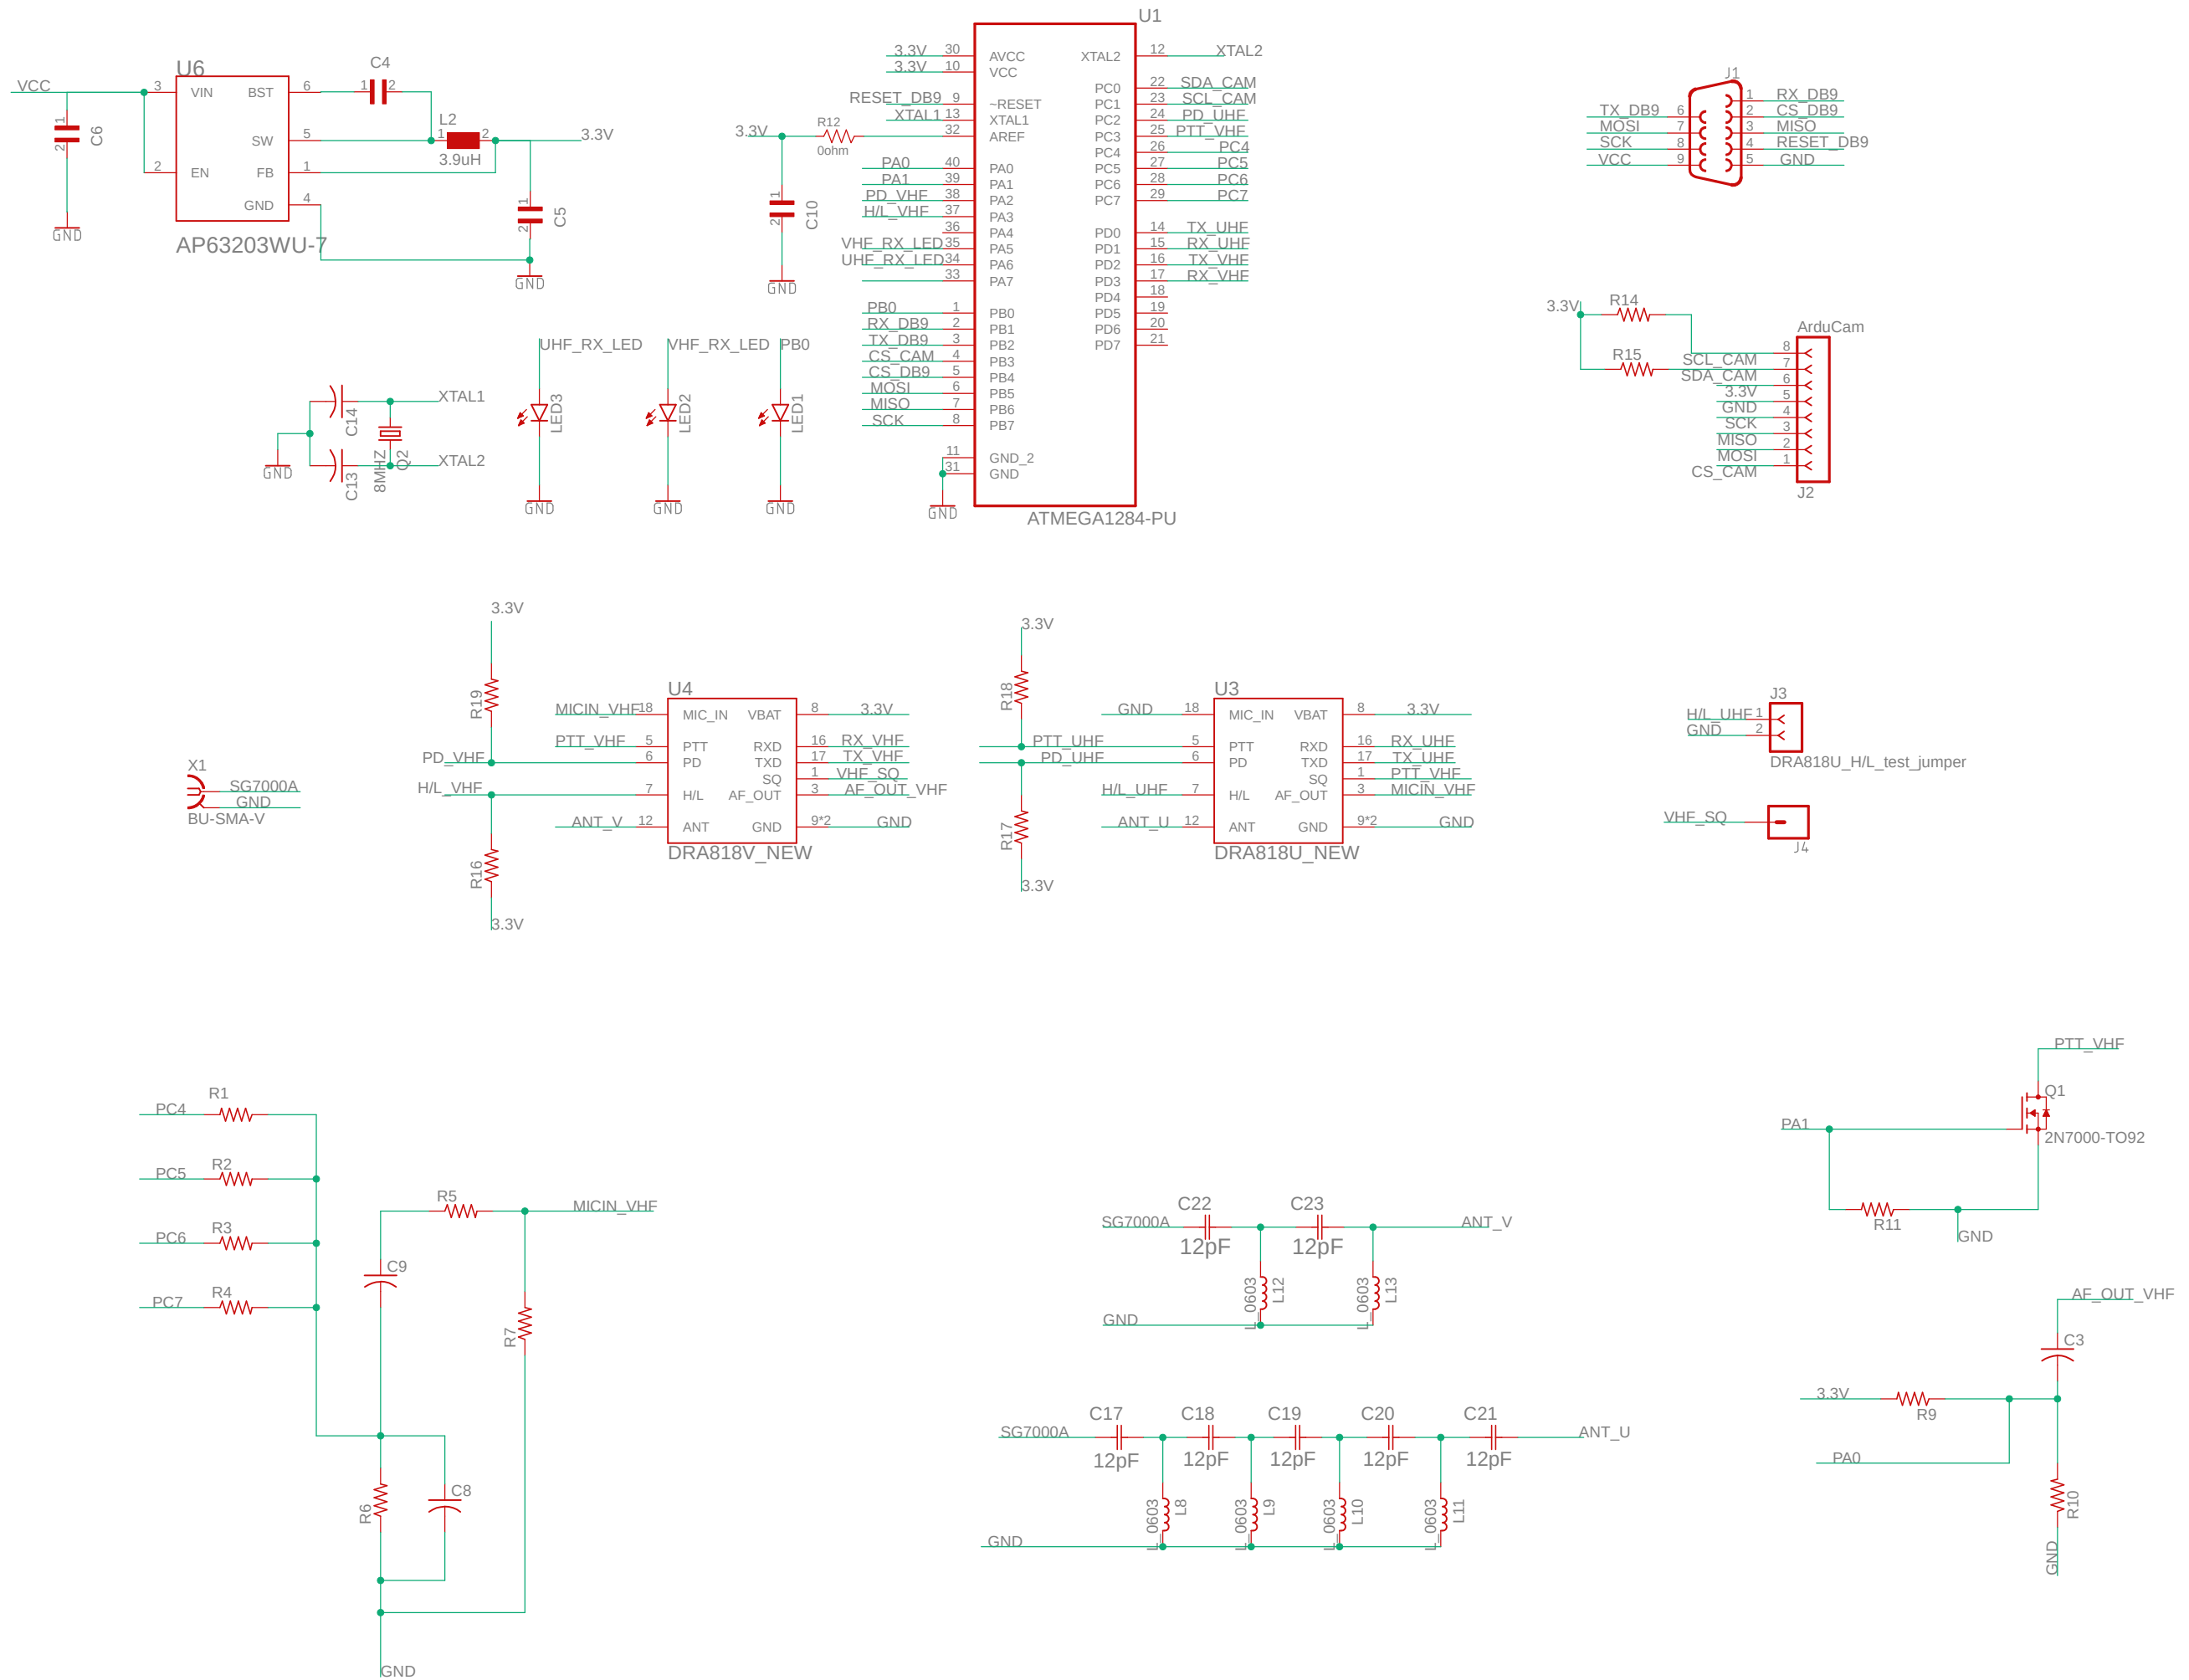 U6
VCC
3 VIN BST 6
5 SW
2 EN FB 1
GND 4
AP63203WU-7
C4
1 2
L2
1 2
3.9uH
3.3V
1
2
C6
GND
1
2
C5
GND
U1
3.3V 30 AVCC
3.3V 10 VCC
RESET_DB9 9 ~RESET
XTAL1 13 XTAL1
32 AREF
PA0 40 PA0
PA1 39 PA1
PD_VHF 38 PA2
H/L_VHF 37 PA3
36 PA4
VHF_RX_LED 35 PA5
UHF_RX_LED 34 PA6
33 PA7
PB0 1 PB0
RX_DB9 2 PB1
TX_DB9 3 PB2
CS_CAM 4 PB3
CS_DB9 5 PB4
MOSI 6 PB5
MISO 7 PB6
SCK 8 PB7
11 GND_2
31 GND
GND
XTAL2 12 XTAL2
PC0 22 SDA_CAM
PC1 23 SCL_CAM
PC2 24 PD_UHF
PC3 25 PTT_VHF
PC4 26 PC4
PC5 27 PC5
PC6 28 PC6
PC7 29 PC7
PD0 14 TX_UHF
PD1 15 RX_UHF
PD2 16 TX_VHF
PD3 17 RX_VHF
PD4 18
PD5 19
PD6 20
PD7 21
ATMEGA1284-PU
3.3V
R12
0ohm
1
2
C10
GND
J1
1 RX_DB9
TX_DB9 6
2 CS_DB9
MOSI 7
3 MISO
SCK 8
4 RESET_DB9
VCC 9
5 GND
3.3V
R14
R15
ArduCam
8
SCL_CAM 7
SDA_CAM 6
3.3V 5
GND 4
SCK 3
MISO 2
MOSI 1
CS_CAM
J2
UHF_RX_LED
LED3
GND
VHF_RX_LED
LED2
GND
PB0
LED1
GND
XTAL1
C14
8MHZ
Q2
C13
XTAL2
GND
3.3V
R19
PD_VHF
H/L_VHF
R16
3.3V
U4
MICIN_VHF 18 MIC_IN VBAT 8 3.3V
PTT_VHF 5 PTT RXD 16 RX_VHF
6 PD TXD 17 TX_VHF
SQ 1 VHF_SQ
7 H/L AF_OUT 3 AF_OUT_VHF
ANT_V 12 ANT GND 9*2 GND
DRA818V_NEW
3.3V
R18
R17
3.3V
U3
GND 18 MIC_IN VBAT 8 3.3V
PTT_UHF 5 PTT RXD 16 RX_UHF
PD_UHF 6 PD TXD 17 TX_UHF
SQ 1 PTT_VHF
H/L_UHF 7 H/L AF_OUT 3 MICIN_VHF
ANT_U 12 ANT GND 9*2 GND
DRA818U_NEW
J3
H/L_UHF 1
GND 2
DRA818U_H/L_test_jumper
VHF_SQ
J4
X1
SG7000A
GND
BU-SMA-V
PC4
R1
PC5
R2
PC6
R3
PC7
R4
R5
MICIN_VHF
C9
R7
R6
C8
GND
SG7000A
C22
12pF
C23
12pF
ANT_V
L_0603
L12
L_0603
L13
GND
SG7000A
C17
12pF
C18
12pF
C19
12pF
C20
12pF
C21
12pF
ANT_U
L_0603
L8
L_0603
L9
L_0603
L10
L_0603
L11
GND
PTT_VHF
Q1
PA1
2N7000-TO92
R11
GND
AF_OUT_VHF
C3
3.3V
R9
PA0
R10
GND